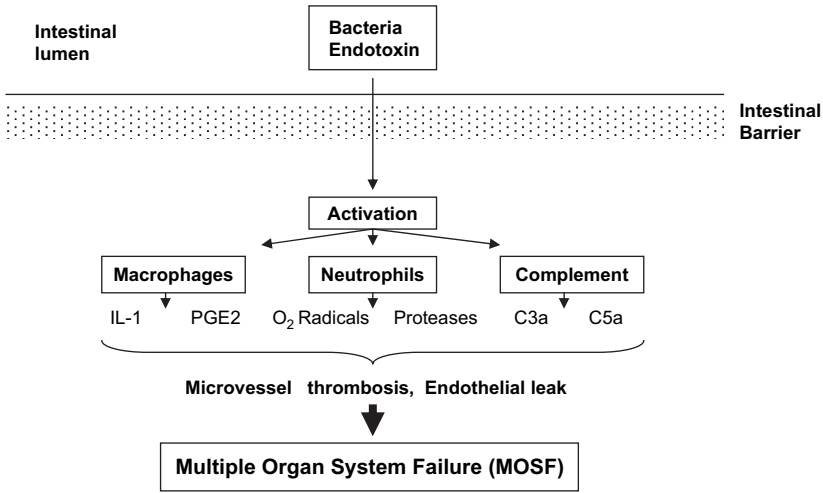 Intestinal
lumen
Bacteria
Endotoxin
Intestinal
Barrier
Activation
Macrophages
Neutrophils
Complement
IL-1 PGE2 O₂ Radicals Proteases C3a C5a
Microvessel thrombosis, Endothelial leak
Multiple Organ System Failure (MOSF)